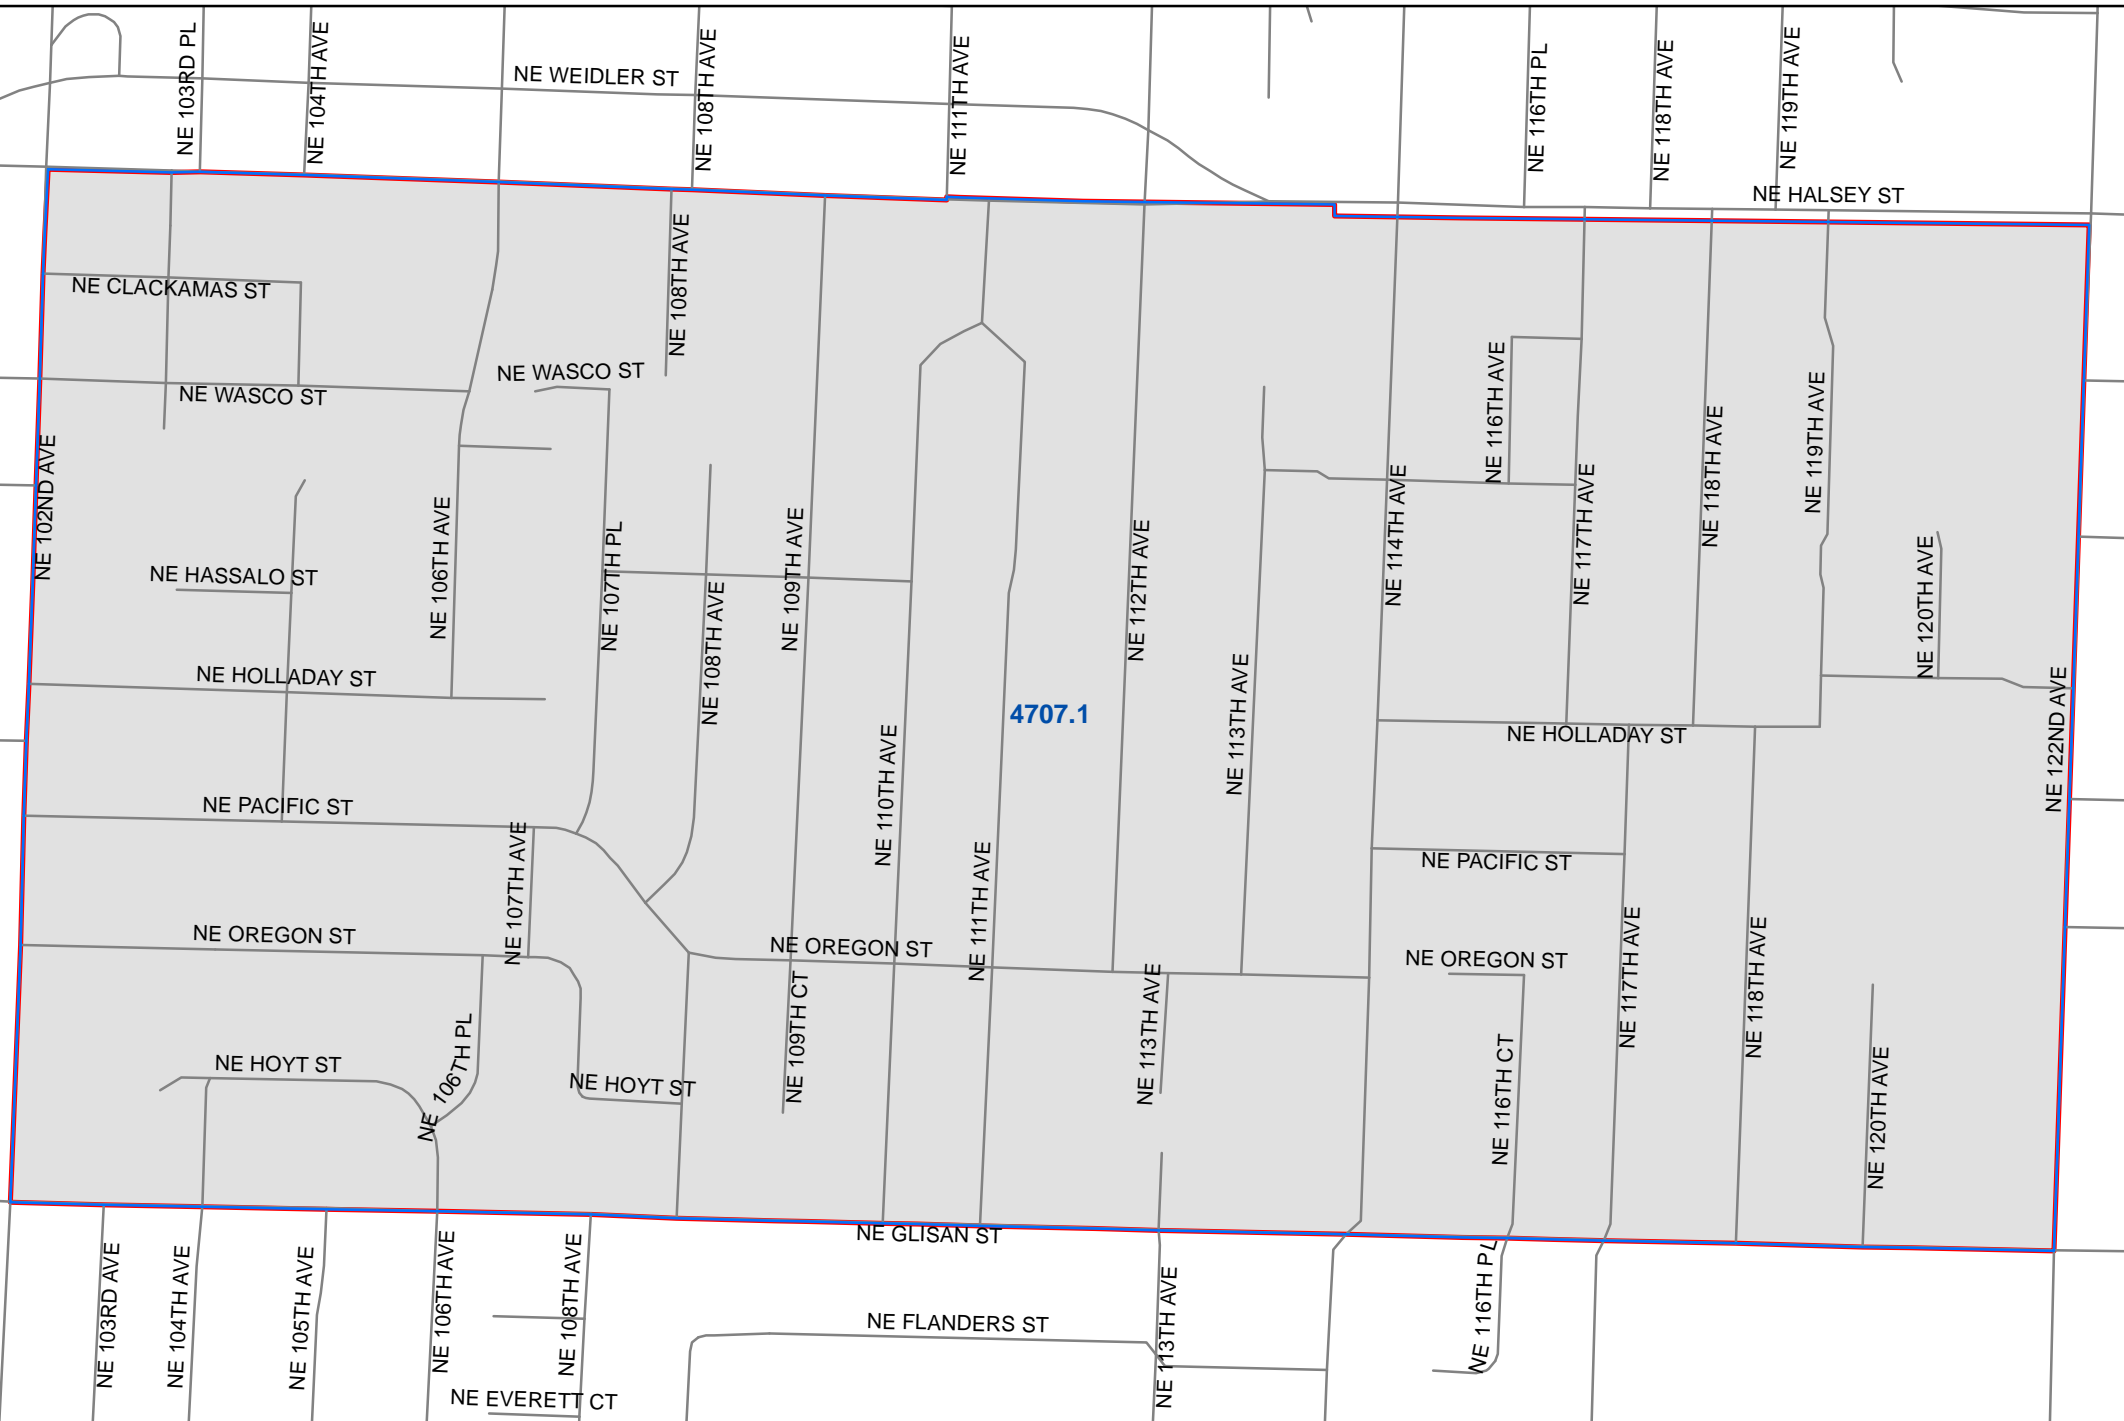 NE 103RD PL
NE 104TH AVE
NE WEIDLER ST
NE 108TH AVE
NE 111TH AVE
NE 116TH PL
NE 118TH AVE
NE 119TH AVE
NE HALSEY ST
NE CLACKAMAS ST
NE 108TH AVE
NE WASCO ST
NE WASCO ST
NE 116TH AVE
NE 119TH AVE
NE 102ND AVE
NE 106TH AVE
NE 107TH PL
NE 109TH AVE
NE 112TH AVE
NE 114TH AVE
NE 117TH AVE
NE 118TH AVE
NE 120TH AVE
NE HASSALO ST
NE 108TH AVE
NE HOLLADAY ST
4707.1
NE 113TH AVE
NE HOLLADAY ST
NE 122ND AVE
NE 110TH AVE
NE PACIFIC ST
NE 107TH AVE
NE 111TH AVE
NE PACIFIC ST
NE OREGON ST
NE OREGON ST
NE OREGON ST
NE 117TH AVE
NE 118TH AVE
NE 106TH PL
NE HOYT ST
NE HOYT ST
NE 109TH CT
NE 113TH AVE
NE 116TH CT
NE 120TH AVE
NE GLISAN ST
NE 103RD AVE
NE 104TH AVE
NE 105TH AVE
NE 106TH AVE
NE 108TH AVE
NE FLANDERS ST
NE 113TH AVE
NE 116TH PL
NE EVERETT CT